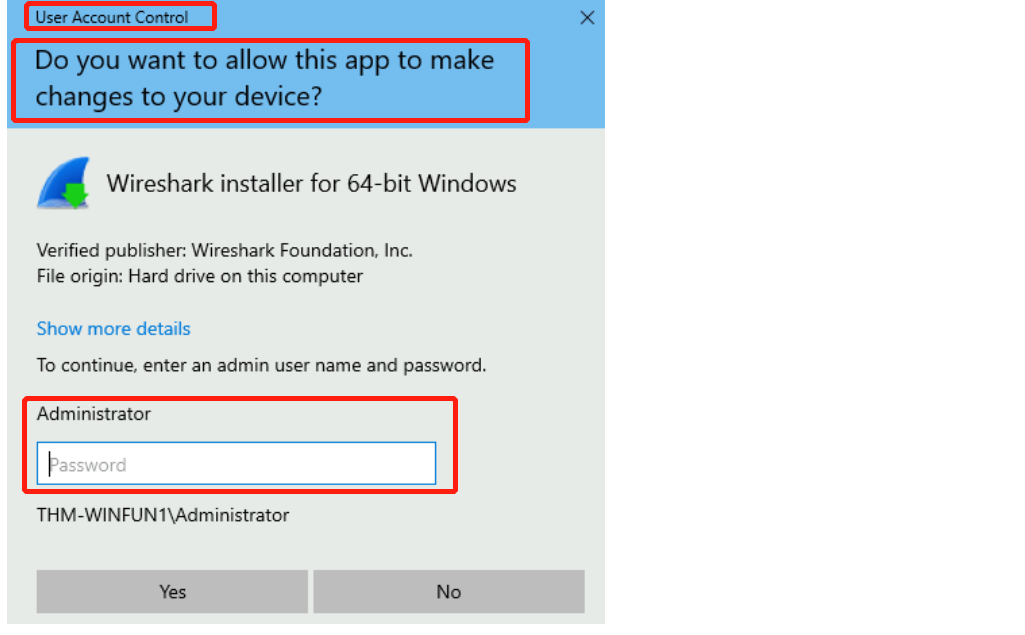 User Account Control
Do you want to allow this app to make
changes to your device?
Wireshark installer for 64-bit Windows
Verified publisher: Wireshark Foundation, Inc.
File origin: Hard drive on this computer
Show more details
To continue, enter an admin user name and password.
Administrator
Password
THM-WINFUN1\Administrator
Yes
No